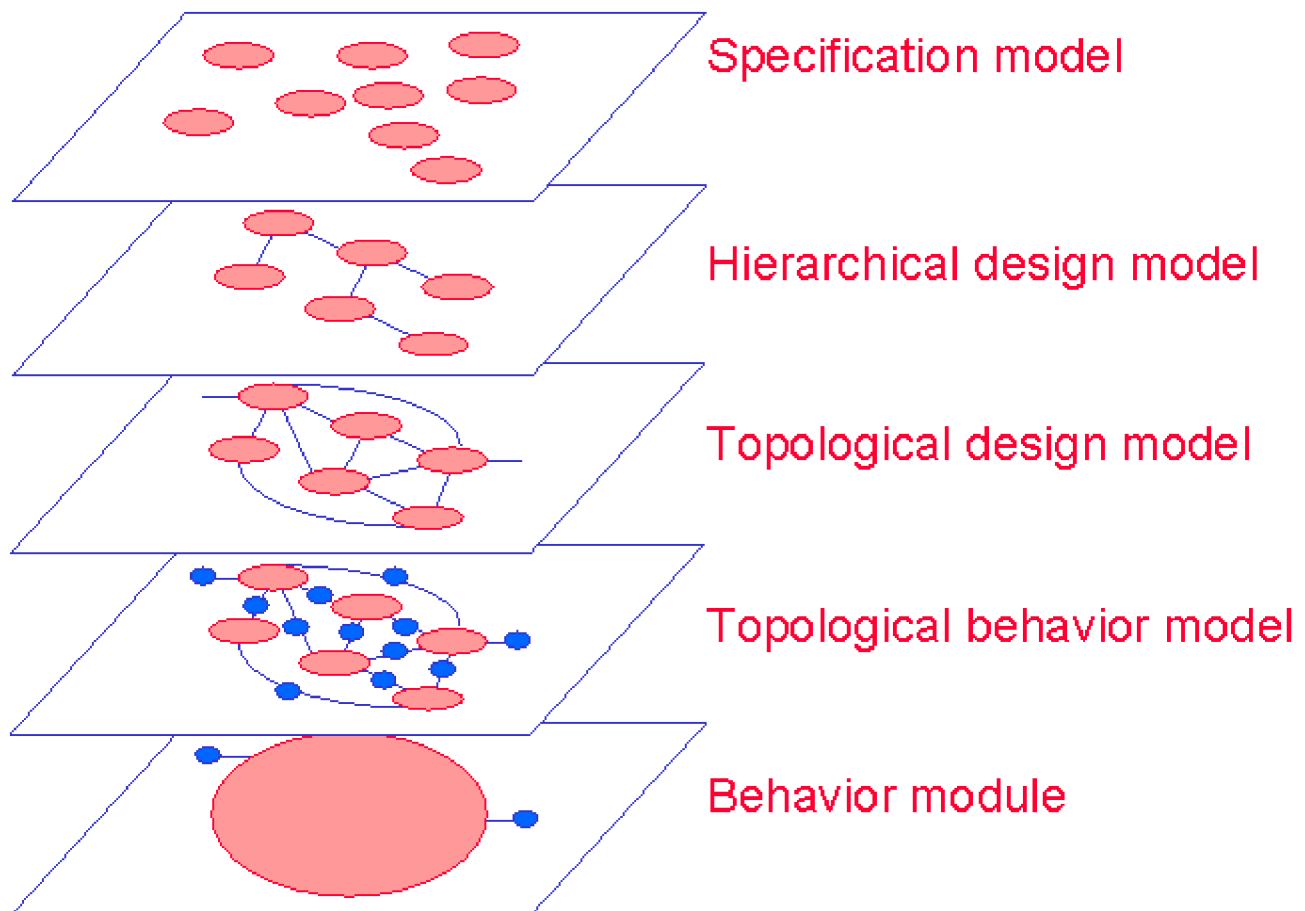 Specification model
Hierarchical design model
Topological design model
Topological behavior model
Behavior module